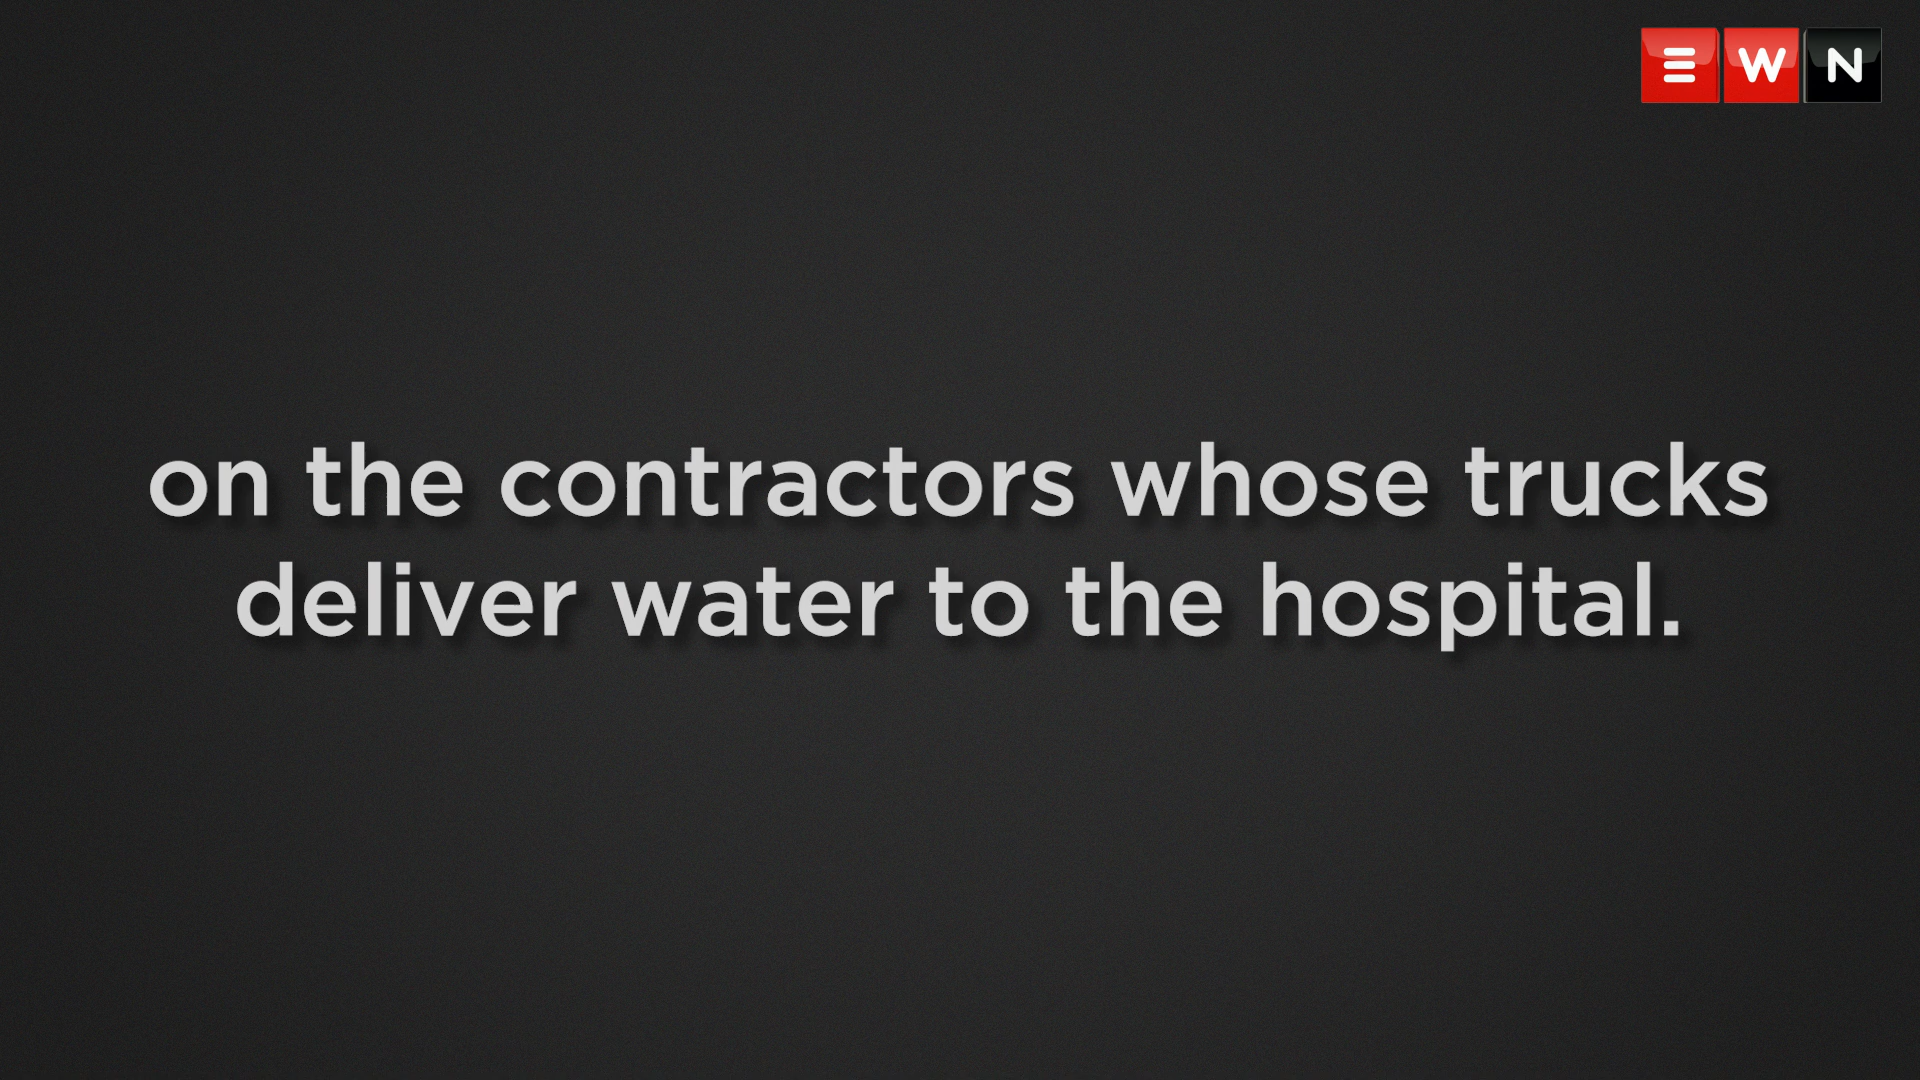 EWN
on the contractors whose trucks
deliver water to the hospital.